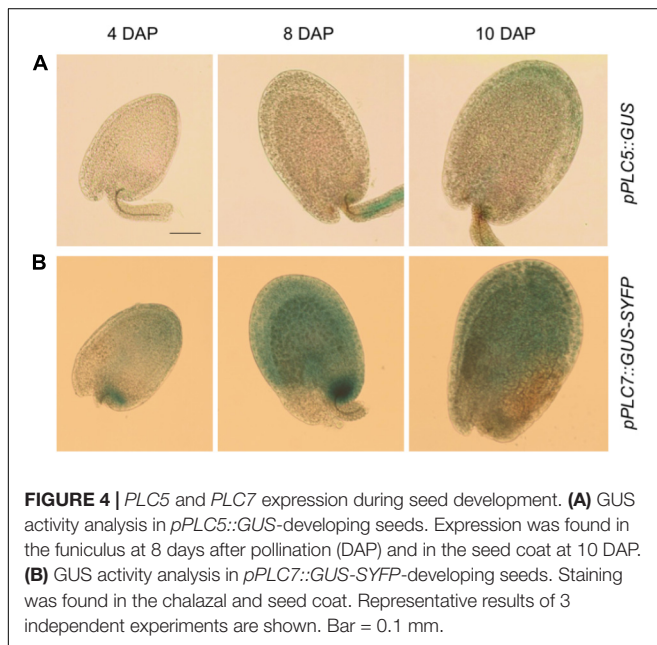 4 DAP 8 DAP 10 DAP
A
pPLC5::GUS
B
pPLC7::GUS-SYFP
FIGURE 4 | PLC5 and PLC7 expression during seed development. (A) GUS
activity analysis in pPLC5::GUS-developing seeds. Expression was found in
the funiculus at 8 days after pollination (DAP) and in the seed coat at 10 DAP.
(B) GUS activity analysis in pPLC7::GUS-SYFP-developing seeds. Staining
was found in the chalazal and seed coat. Representative results of 3
independent experiments are shown. Bar = 0.1 mm.